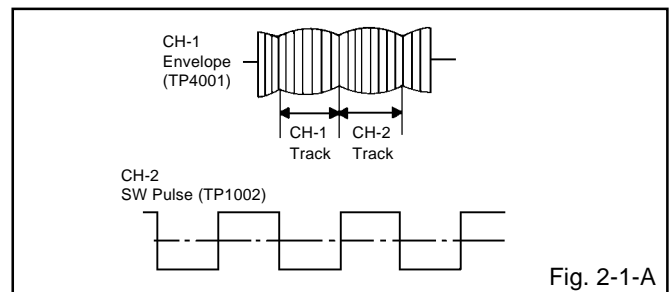 CH-1
Envelope
(TP4001)
CH-1
Track
CH-2
Track
CH-2
SW Pulse (TP1002)
Fig. 2-1-A